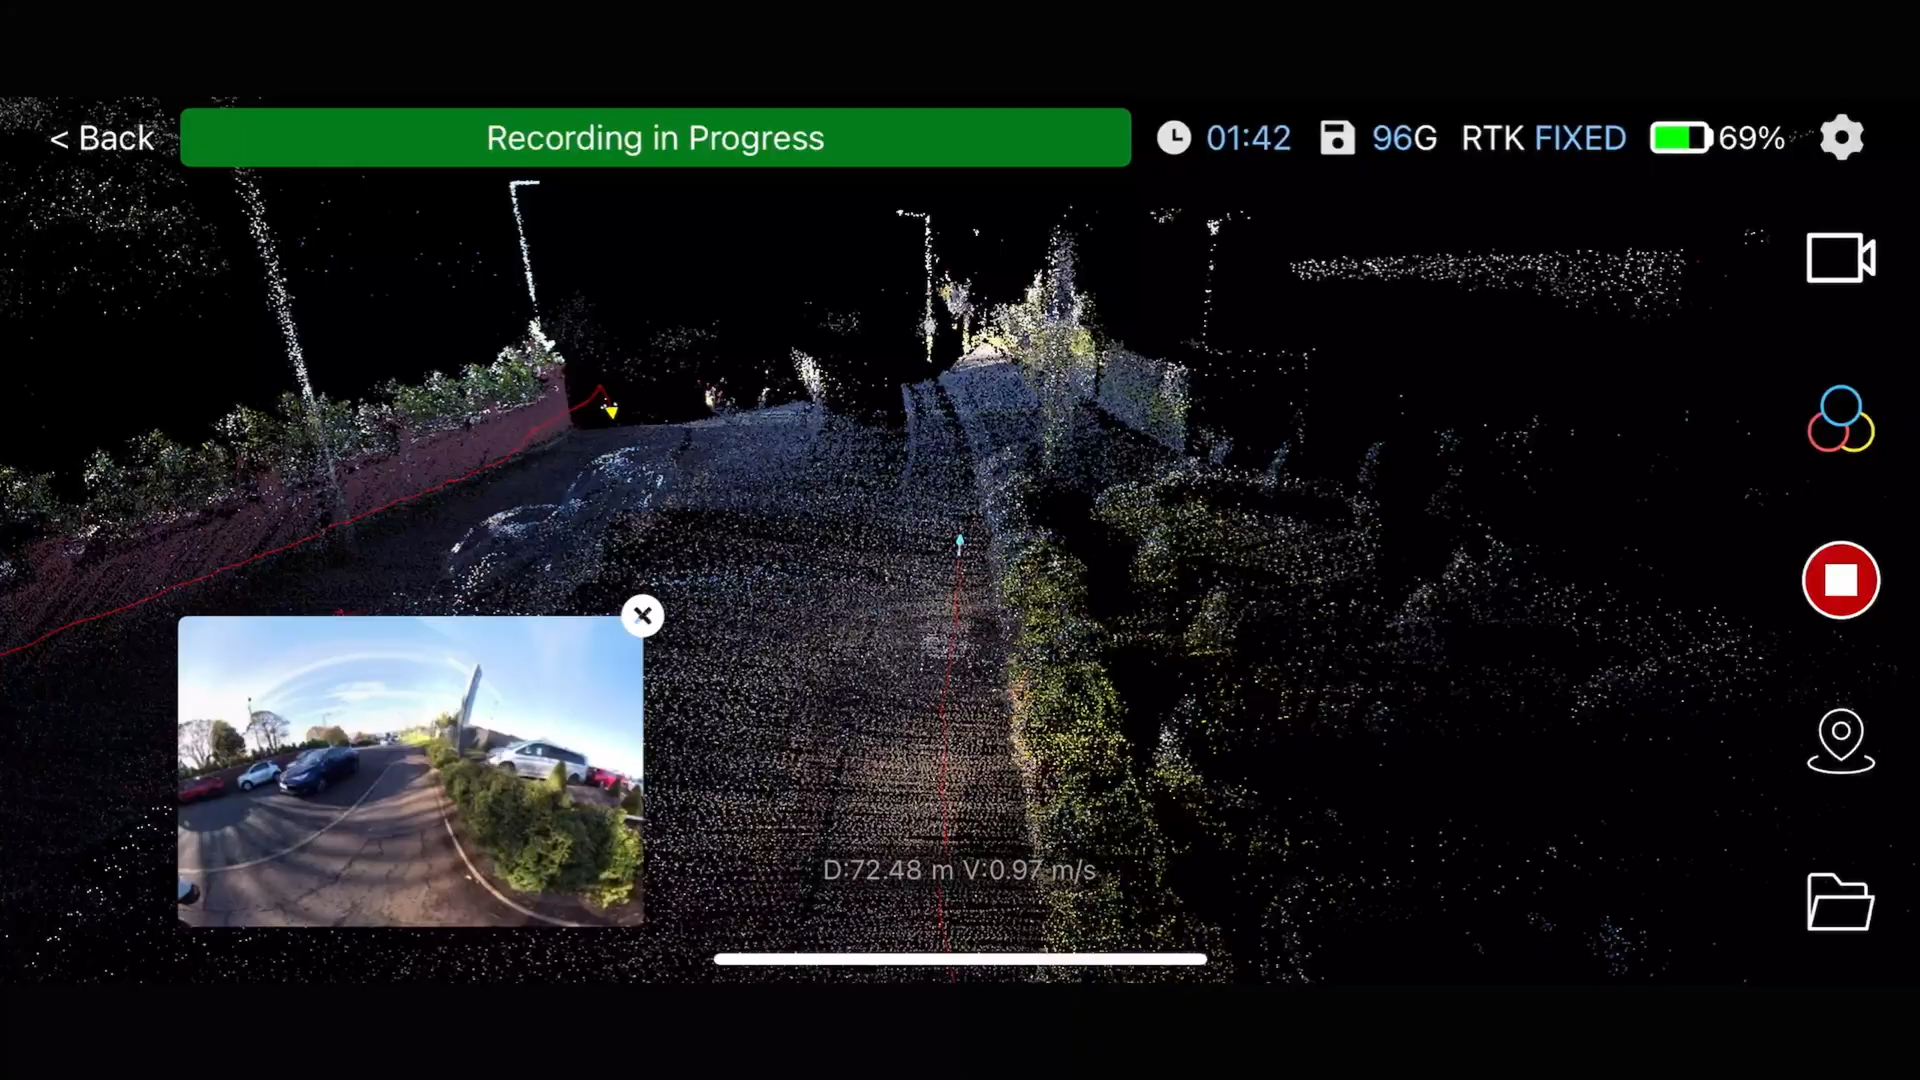 < Back
Recording in Progress
01:42
96G
RTK FIXED
69%
D:72.48 m V:0.97 m/s